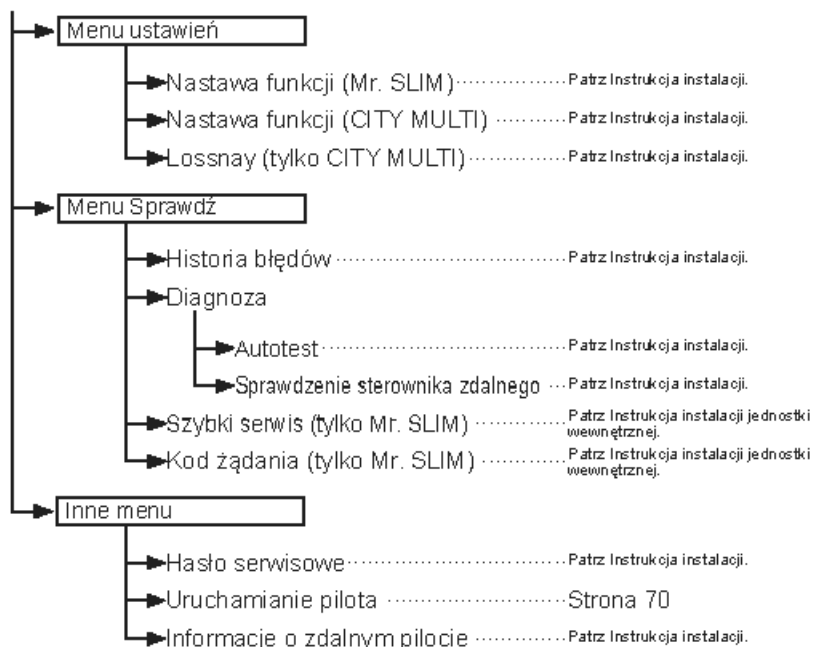 Menu ustawień
Nastawa funkcji (Mr. SLIM) Patrz Instrukcja instalacji.
Nastawa funkcji (CITY MULTI) Patrz Instrukcja instalacji.
Lossnay (tylko CITY MULTI) Patrz Instrukcja instalacji.
Menu Sprawdź
Historia błędów Patrz Instrukcja instalacji.
Diagnoza
Autotest Patrz Instrukcja instalacji.
Sprawdzenie sterownika zdalnego Patrz Instrukcja instalacji.
Szybki serwis (tylko Mr. SLIM) Patrz Instrukcja instalacji jednostki
wewnętrznej.
Kod żądania (tylko Mr. SLIM) Patrz Instrukcja instalacji jednostki
wewnętrznej.
Inne menu
Hasło serwisowe Patrz Instrukcja instalacji.
Uruchamianie pilota Strona 70
Informacje o zdalnym pilocie Patrz Instrukcja instalacji.